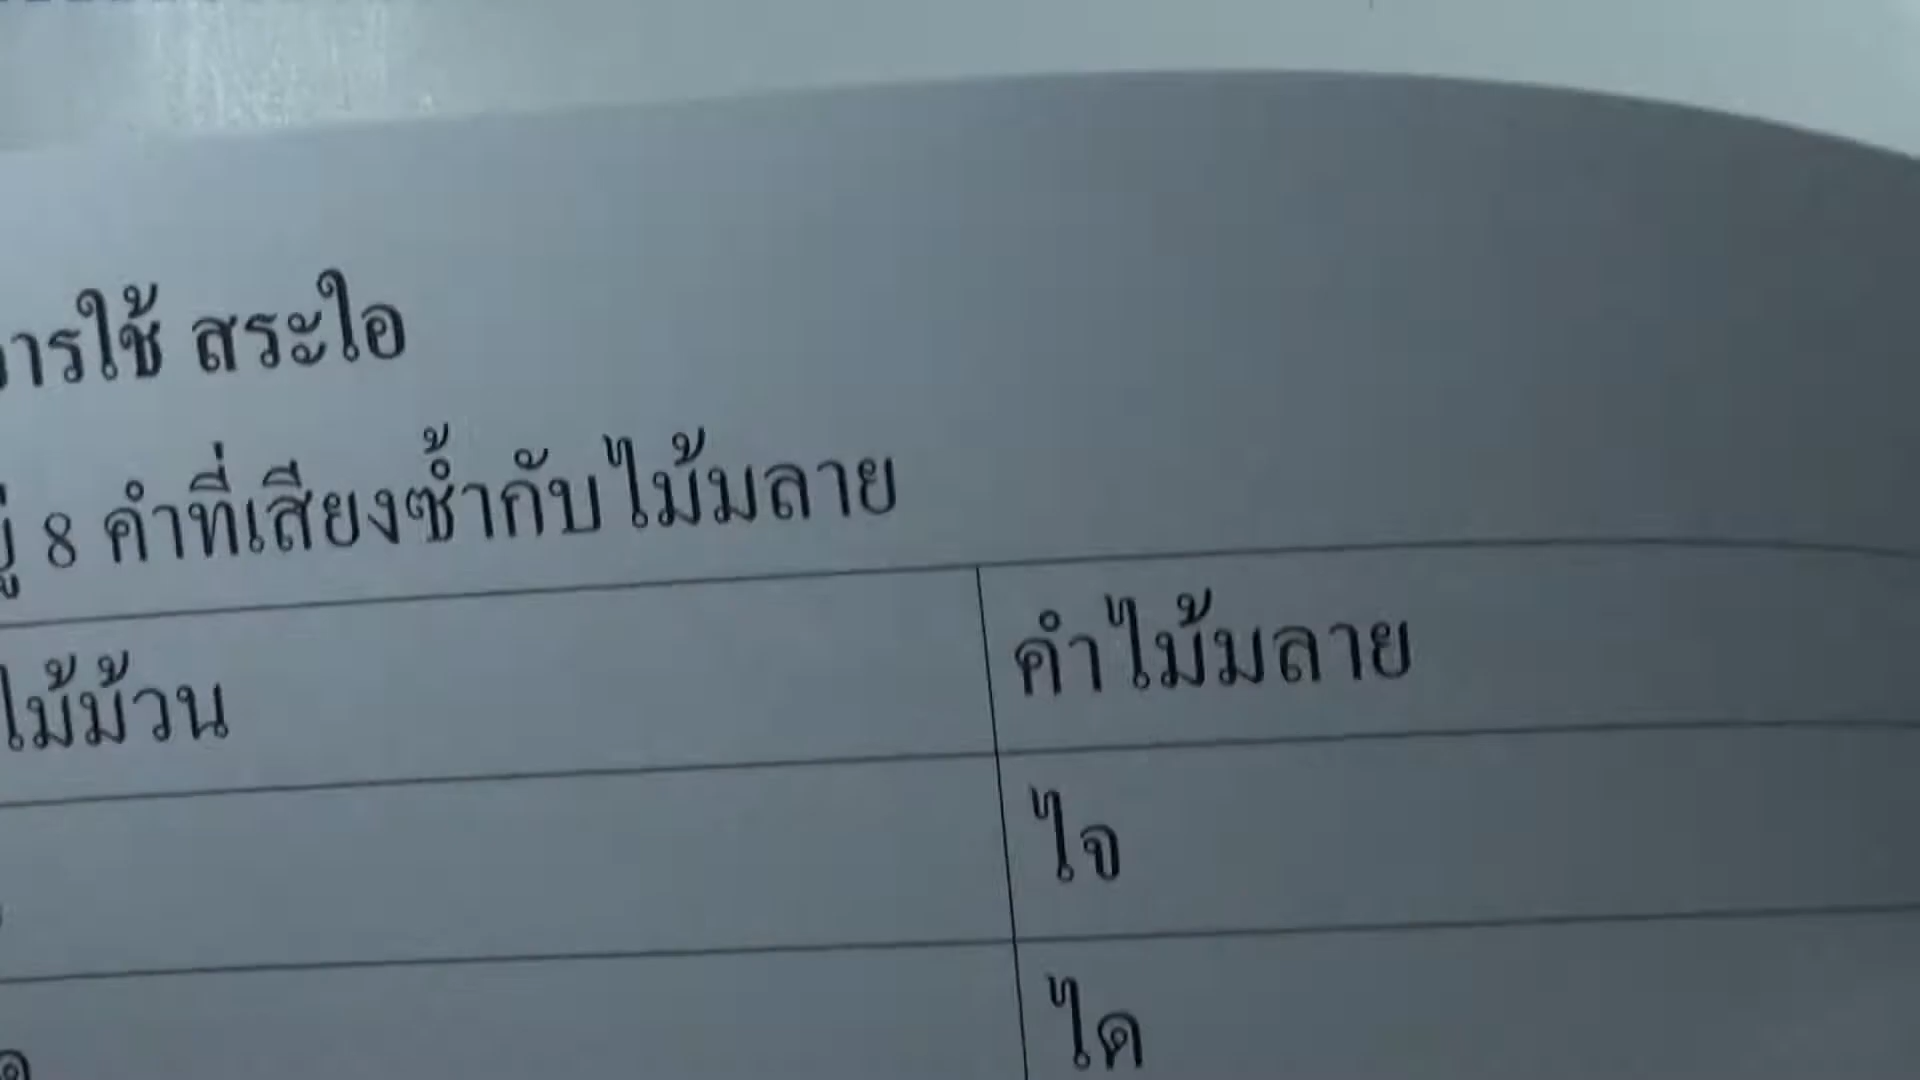 การใช้ สระใอ
8 คำที่เสียงซ้ำกับไม้มลาย
ไม้ม้วน
คำไม้มลาย
ไจ
ได